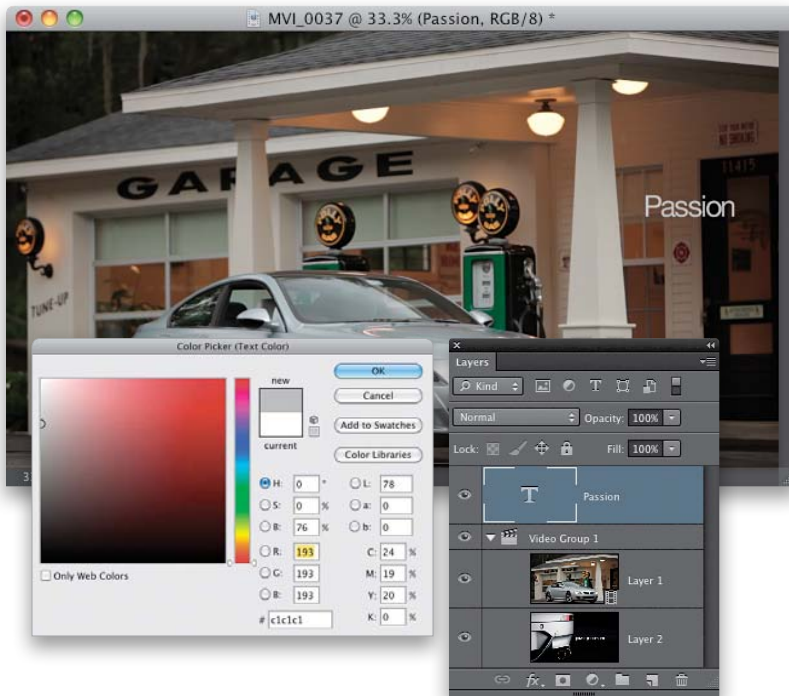 MVI_0037 @ 33.3% (Passion, RGB/8) *
NO SMOKING
11415
GARAGE
Passion
TUNE-UP
Color Picker (Text Color)
new
current
OK
Cancel
Add to Swatches
Color Libraries
H: 0 °
S: 0 %
B: 76 %
R: 193
G: 193
B: 193
# c1c1c1
L: 78
a: 0
b: 0
C: 24 %
M: 19 %
Y: 20 %
K: 0 %
Only Web Colors
Layers
Kind
Normal
Opacity: 100%
Lock:
Fill: 100%
T Passion
Video Group 1
Layer 1
Layer 2
fx.